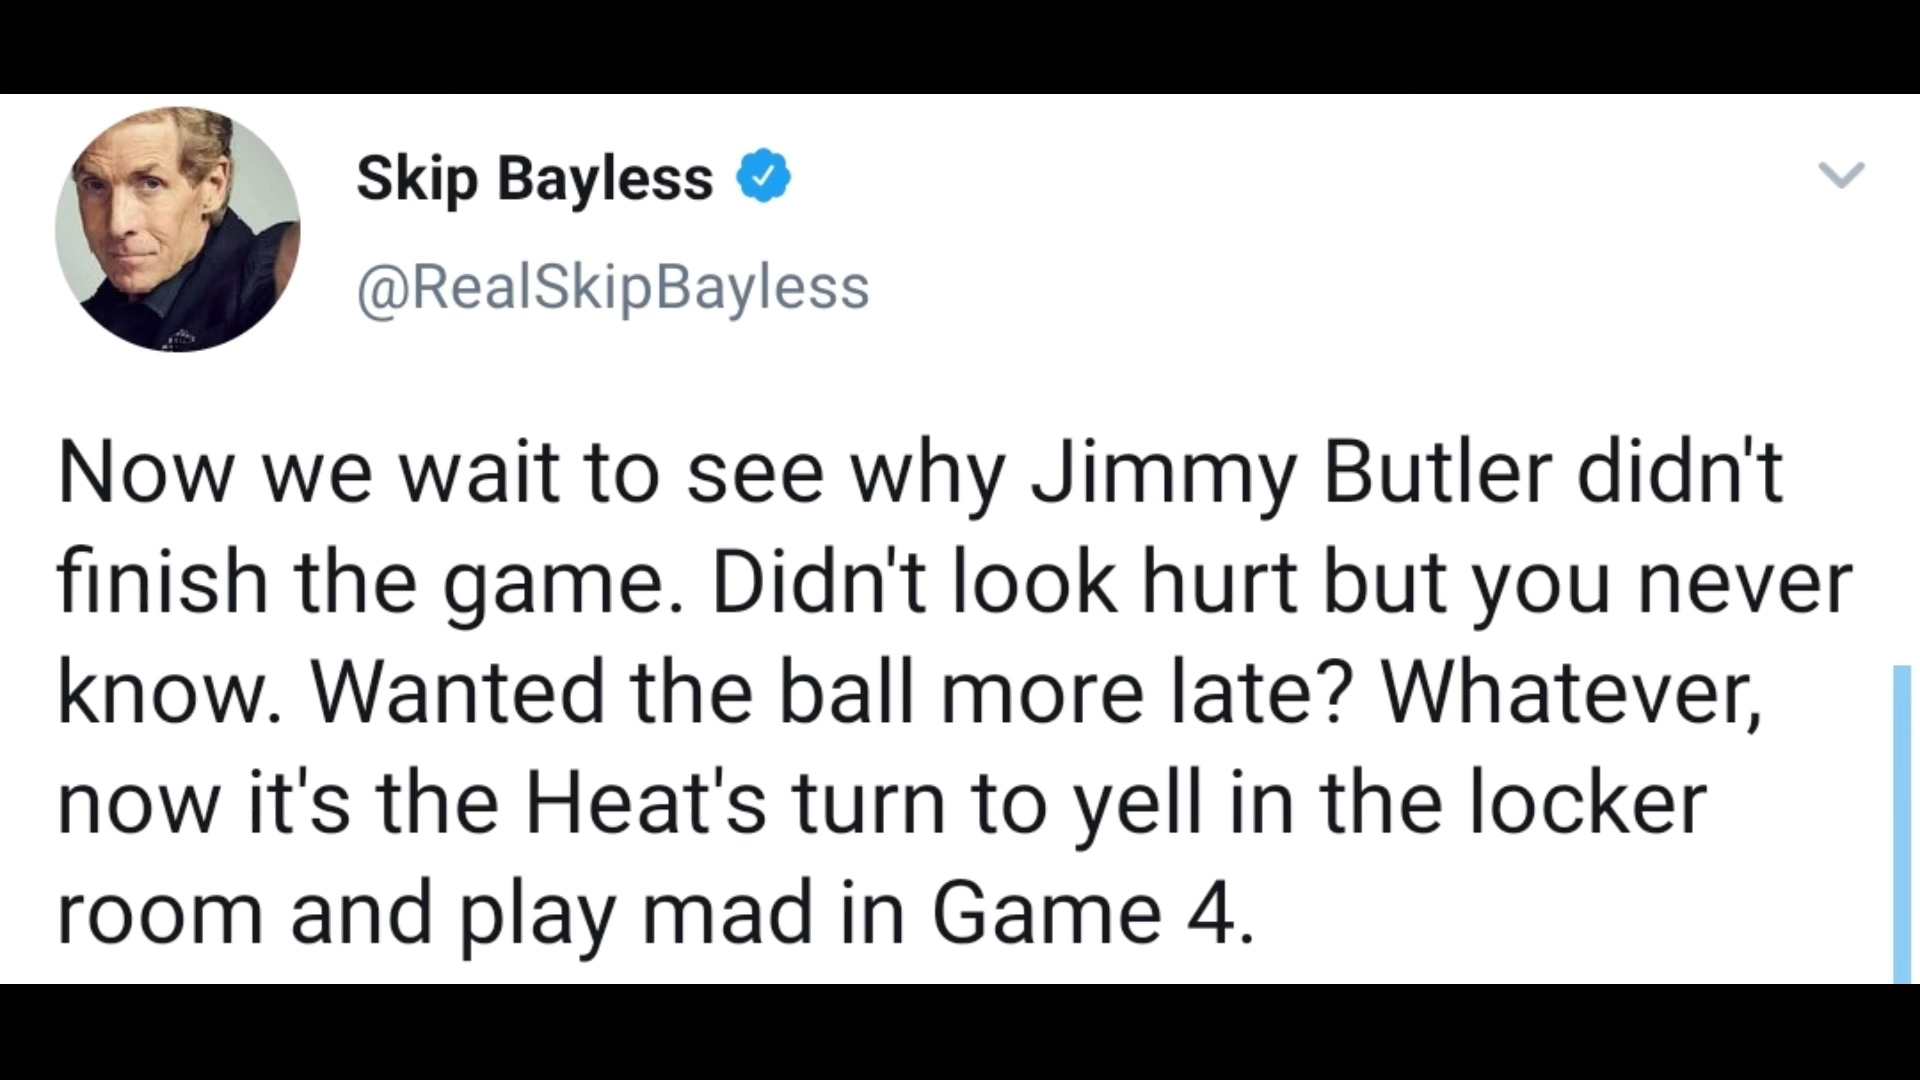 Skip Bayless
@RealSkipBayless
Now we wait to see why Jimmy Butler didn't
finish the game. Didn't look hurt but you never
know. Wanted the ball more late? Whatever,
now it's the Heat's turn to yell in the locker
room and play mad in Game 4.